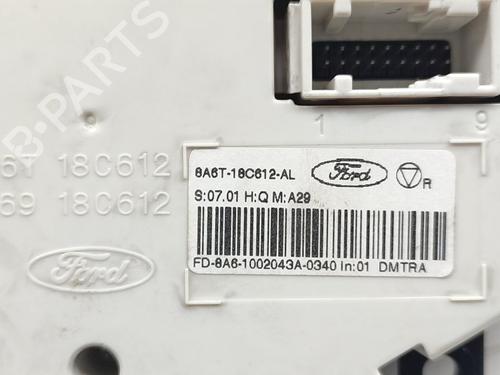 B-PARTS
1 9
6Y 18C612
69 18C612
Ford
8A6T-18C612-AL
Ford
R
S:07.01 H:Q M:A29
FD-8A6-1002043A-0340 In:01 DMTRA